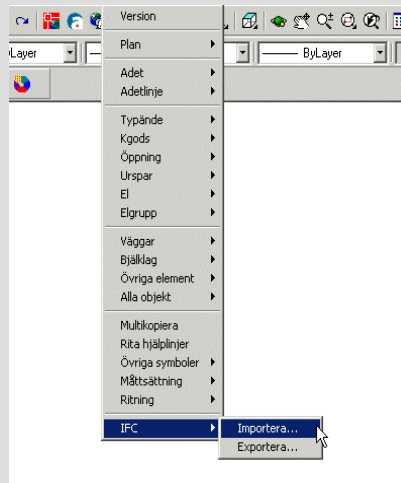 Version
Plan
yLayer
ByLayer
Adet
Adetlinje
Typände
Kgods
Öppning
Urspar
El
Elgrupp
Väggar
Bjälklag
Övriga element
Alla objekt
Multikopiera
Rita hjälplinjer
Övriga symboler
Måttsättning
Ritning
IFC
Importera...
Exportera...